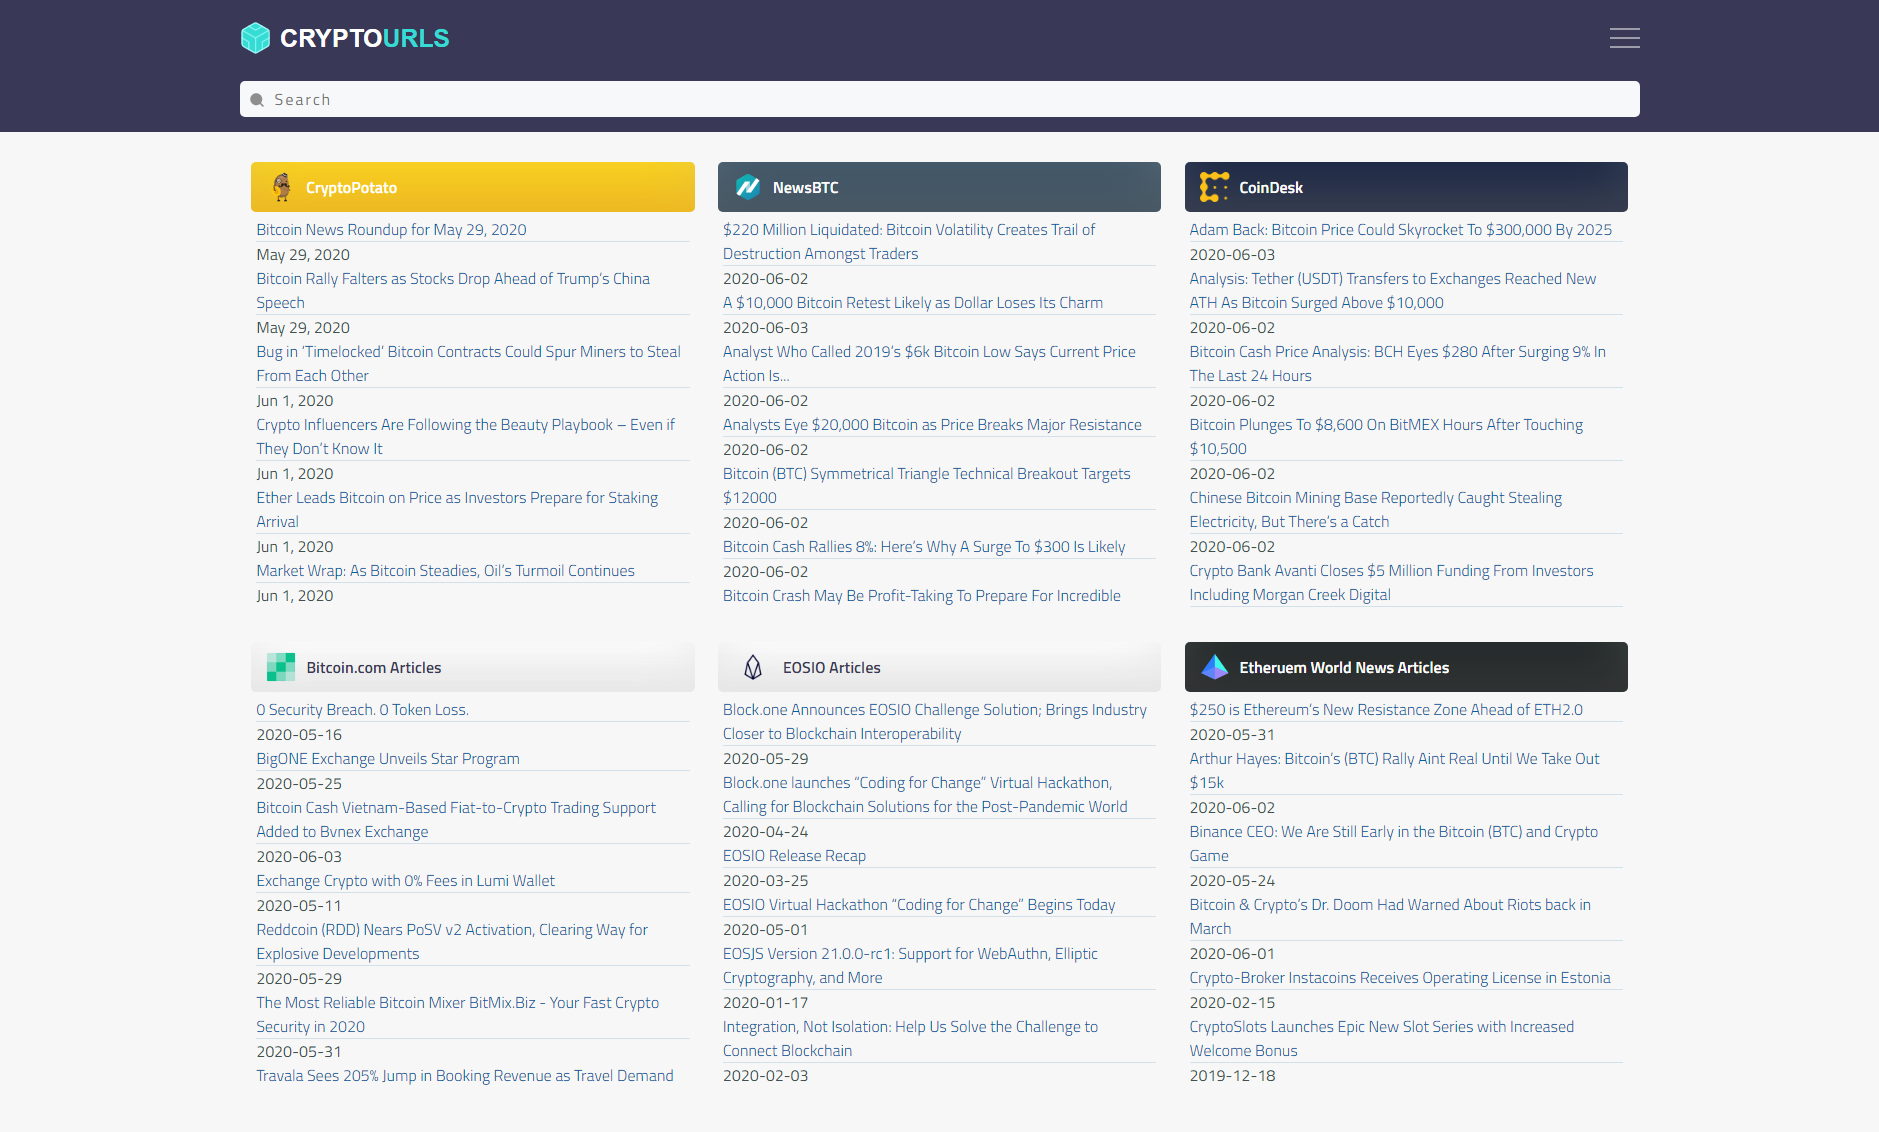 CRYPTOURLS
Search
CryptoPotato
Bitcoin News Roundup for May 29, 2020
May 29, 2020
Bitcoin Rally Falters as Stocks Drop Ahead of Trump’s China
Speech
May 29, 2020
Bug in ‘Timelocked’ Bitcoin Contracts Could Spur Miners to Steal
From Each Other
Jun 1, 2020
Crypto Influencers Are Following the Beauty Playbook – Even if
They Don’t Know It
Jun 1, 2020
Ether Leads Bitcoin on Price as Investors Prepare for Staking
Arrival
Jun 1, 2020
Market Wrap: As Bitcoin Steadies, Oil’s Turmoil Continues
Jun 1, 2020
NewsBTC
$220 Million Liquidated: Bitcoin Volatility Creates Trail of
Destruction Amongst Traders
2020-06-02
A $10,000 Bitcoin Retest Likely as Dollar Loses Its Charm
2020-06-03
Analyst Who Called 2019’s $6k Bitcoin Low Says Current Price
Action Is...
2020-06-02
Analysts Eye $20,000 Bitcoin as Price Breaks Major Resistance
2020-06-02
Bitcoin (BTC) Symmetrical Triangle Technical Breakout Targets
$12000
2020-06-02
Bitcoin Cash Rallies 8%: Here’s Why A Surge To $300 Is Likely
2020-06-02
Bitcoin Crash May Be Profit-Taking To Prepare For Incredible
CoinDesk
Adam Back: Bitcoin Price Could Skyrocket To $300,000 By 2025
2020-06-03
Analysis: Tether (USDT) Transfers to Exchanges Reached New
ATH As Bitcoin Surged Above $10,000
2020-06-02
Bitcoin Cash Price Analysis: BCH Eyes $280 After Surging 9% In
The Last 24 Hours
2020-06-02
Bitcoin Plunges To $8,600 On BitMEX Hours After Touching
$10,500
2020-06-02
Chinese Bitcoin Mining Base Reportedly Caught Stealing
Electricity, But There’s a Catch
2020-06-02
Crypto Bank Avanti Closes $5 Million Funding From Investors
Including Morgan Creek Digital
Bitcoin.com Articles
0 Security Breach. 0 Token Loss.
2020-05-16
BigONE Exchange Unveils Star Program
2020-05-25
Bitcoin Cash Vietnam-Based Fiat-to-Crypto Trading Support
Added to Bvnex Exchange
2020-06-03
Exchange Crypto with 0% Fees in Lumi Wallet
2020-05-11
Reddcoin (RDD) Nears PoSV v2 Activation, Clearing Way for
Explosive Developments
2020-05-29
The Most Reliable Bitcoin Mixer BitMix.Biz - Your Fast Crypto
Security in 2020
2020-05-31
Travala Sees 205% Jump in Booking Revenue as Travel Demand
EOSIO Articles
Block.one Announces EOSIO Challenge Solution; Brings Industry
Closer to Blockchain Interoperability
2020-05-29
Block.one launches “Coding for Change” Virtual Hackathon,
Calling for Blockchain Solutions for the Post-Pandemic World
2020-04-24
EOSIO Release Recap
2020-03-25
EOSIO Virtual Hackathon “Coding for Change” Begins Today
2020-05-01
EOSJS Version 21.0.0-rc1: Support for WebAuthn, Elliptic
Cryptography, and More
2020-01-17
Integration, Not Isolation: Help Us Solve the Challenge to
Connect Blockchain
2020-02-03
Etheruem World News Articles
$250 is Ethereum’s New Resistance Zone Ahead of ETH2.0
2020-05-31
Arthur Hayes: Bitcoin’s (BTC) Rally Aint Real Until We Take Out
$15k
2020-06-02
Binance CEO: We Are Still Early in the Bitcoin (BTC) and Crypto
Game
2020-05-24
Bitcoin & Crypto’s Dr. Doom Had Warned About Riots back in
March
2020-06-01
Crypto-Broker Instacoins Receives Operating License in Estonia
2020-02-15
CryptoSlots Launches Epic New Slot Series with Increased
Welcome Bonus
2019-12-18